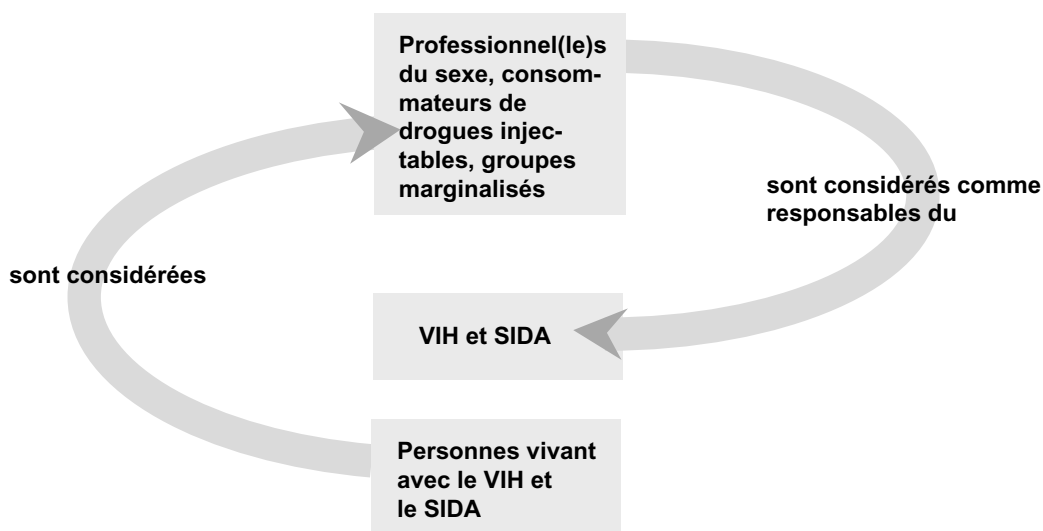 Professionnel(le)s
du sexe, consom-
mateurs de
drogues injec-
tables, groupes
marginalisés
sont considérés comme
responsables du
sont considérées
VIH et SIDA
Personnes vivant
avec le VIH et
le SIDA